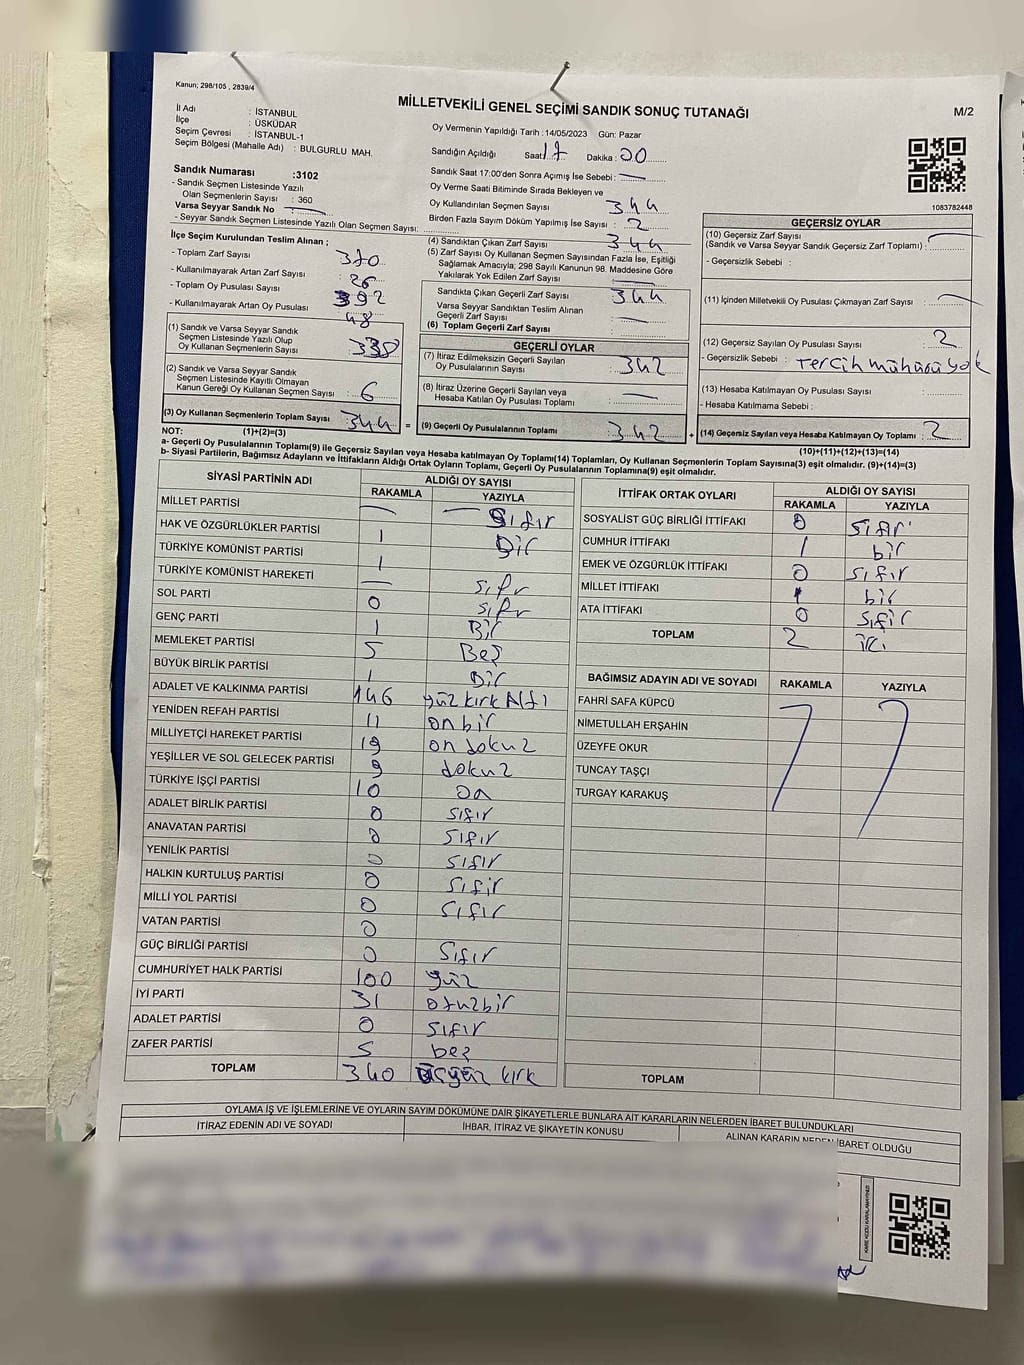 Kanun; 298/105 , 2839/4
MİLLETVEKİLİ GENEL SEÇİMİ SANDIK SONUÇ TUTANAĞI
M/2
İl Adı : İSTANBUL
İlçe : ÜSKÜDAR
Seçim Çevresi : İSTANBUL-1
Seçim Bölgesi (Mahalle Adı) : BULGURLU MAH.
Sandık Numarası :3102
- Sandık Seçmen Listesinde Yazılı
Olan Seçmenlerin Sayısı : 360
Varsa Seyyar Sandık No : —
- Seyyar Sandık Seçmen Listesinde Yazılı Olan Seçmen Sayısı:
İlçe Seçim Kurulundan Teslim Alınan ;
- Toplam Zarf Sayısı : 370
- Kullanılmayarak Artan Zarf Sayısı : 26
- Toplam Oy Pusulası Sayısı : 392
- Kullanılmayarak Artan Oy Pusulası : 48
(1) Sandık ve Varsa Seyyar Sandık
Seçmen Listesinde Yazılı Olup
Oy Kullanan Seçmenlerin Sayısı : 338
(2) Sandık ve Varsa Seyyar Sandık
Seçmen Listesinde Kayıtlı Olmayan
Kanun Gereği Oy Kullanan Seçmen Sayısı : 6
(3) Oy Kullanan Seçmenlerin Toplam Sayısı : 344
Oy Vermenin Yapıldığı Tarih : 14/05/2023 Gün: Pazar
Sandığın Açıldığı Saat: 17 Dakika : 00
Sandık Saat 17:00'den Sonra Açımış İse Sebebi : —
Oy Verme Saati Bitiminde Sırada Bekleyen ve
Oy Kullandırılan Seçmen Sayısı : 344
Birden Fazla Sayım Döküm Yapılmış İse Sayısı : 2
(4) Sandıktan Çıkan Zarf Sayısı : 344
(5) Zarf Sayısı Oy Kullanan Seçmen Sayısından Fazla İse, Eşitliği
Sağlamak Amacıyla; 298 Sayılı Kanunun 98. Maddesine Göre
Yakılarak Yok Edilen Zarf Sayısı : —
Sandıkta Çıkan Geçerli Zarf Sayısı : 344
Varsa Seyyar Sandıktan Teslim Alınan
Geçerli Zarf Sayısı : —
(6) Toplam Geçerli Zarf Sayısı :
GEÇERLİ OYLAR
(7) İtiraz Edilmeksizin Geçerli Sayılan
Oy Pusulalarının Sayısı : 342
(8) İtiraz Üzerine Geçerli Sayılan veya
Hesaba Katılan Oy Pusulası Toplamı : —
= (9) Geçerli Oy Pusulalarının Toplamı : 342
1083782448
GEÇERSİZ OYLAR
(10) Geçersiz Zarf Sayısı
(Sandık ve Varsa Seyyar Sandık Geçersiz Zarf Toplamı) : —
- Geçersizlik Sebebi :
(11) İçinden Milletvekili Oy Pusulası Çıkmayan Zarf Sayısı : —
(12) Geçersiz Sayılan Oy Pusulası Sayısı : 2
- Geçersizlik Sebebi : Tercih mühürü yok
(13) Hesaba Katılmayan Oy Pusulası Sayısı :
- Hesaba Katılmama Sebebi :
+ (14) Geçersiz Sayılan veya Hesaba Katılmayan Oy Toplamı : 2
NOT: (1)+(2)=(3)
(10)+(11)+(12)+(13)=(14)
a- Geçerli Oy Pusulalarının Toplamı(9) ile Geçersiz Sayılan veya Hesaba katılmayan Oy Toplamı(14) Toplamları, Oy Kullanan Seçmenlerin Toplam Sayısına(3) eşit olmalıdır. (9)+(14)=(3)
b- Siyasi Partilerin, Bağımsız Adayların ve İttifakların Aldığı Ortak Oyların Toplamı, Geçerli Oy Pusulalarının Toplamına(9) eşit olmalıdır.
SİYASİ PARTİNİN ADI ALDIĞI OY SAYISI
RAKAMLA YAZIYLA
MİLLET PARTİSİ — — Sıfır
HAK VE ÖZGÜRLÜKLER PARTİSİ 1 Bir
TÜRKİYE KOMÜNİST PARTİSİ 1
TÜRKİYE KOMÜNİST HAREKETİ — sıfr
SOL PARTİ 0 sıfr
GENÇ PARTİ 1 Bir
MEMLEKET PARTİSİ 5 Beş
BÜYÜK BİRLİK PARTİSİ 1 Bir
ADALET VE KALKINMA PARTİSİ 146 yüz kırk Altı
YENİDEN REFAH PARTİSİ 11 on bir
MİLLİYETÇİ HAREKET PARTİSİ 19 on dokuz
YEŞİLLER VE SOL GELECEK PARTİSİ 9 dokuz
TÜRKİYE İŞÇİ PARTİSİ 10 on
ADALET BİRLİK PARTİSİ 0 sıfır
ANAVATAN PARTİSİ 0 sıfır
YENİLİK PARTİSİ 0 sıfır
HALKIN KURTULUŞ PARTİSİ 0 sıfir
MİLLİ YOL PARTİSİ 0 sıfır
VATAN PARTİSİ 0
GÜÇ BİRLİĞİ PARTİSİ 0 Sıfır
CUMHURİYET HALK PARTİSİ 100 yüz
İYİ PARTİ 31 otuzbir
ADALET PARTİSİ 0 sıfır
ZAFER PARTİSİ 5 beş
TOPLAM 340 üçyüz kırk
İTTİFAK ORTAK OYLARI ALDIĞI OY SAYISI
RAKAMLA YAZIYLA
SOSYALİST GÜÇ BİRLİĞİ İTTİFAKI 0 sıfır
CUMHUR İTTİFAKI 1 bir
EMEK VE ÖZGÜRLÜK İTTİFAKI 0 sıfır
MİLLET İTTİFAKI 1 bir
ATA İTTİFAKI 0 sıfır
TOPLAM 2 iki
BAĞIMSIZ ADAYIN ADI VE SOYADI RAKAMLA YAZIYLA
FAHRİ SAFA KÜPCÜ
NİMETULLAH ERŞAHİN
ÜZEYFE OKUR
TUNCAY TAŞÇI
TURGAY KARAKUŞ
TOPLAM
OYLAMA İŞ VE İŞLEMLERİNE VE OYLARIN SAYIM DÖKÜMÜNE DAİR ŞİKAYETLERLE BUNLARA AİT KARARLARIN NELERDEN İBARET BULUNDUKLARI
İTİRAZ EDENİN ADI VE SOYADI İHBAR, İTİRAZ VE ŞİKAYETİN KONUSU ALINAN KARARIN NEDEN İBARET OLDUĞU
KARE KODU KARALAMAYINIZ!